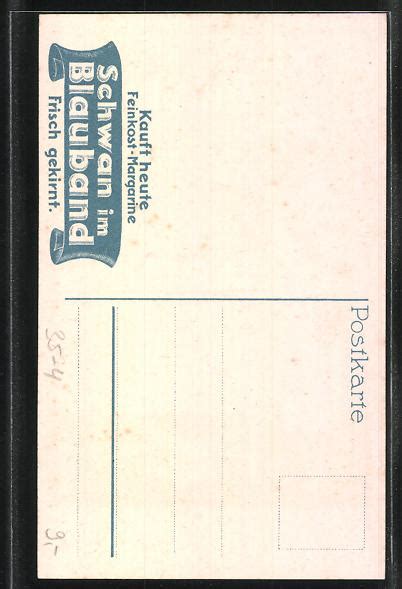 Postkarte
Kauft heute
Feinkost-Margarine
Schwan im
Blauband
Frisch gekirnt.
35-4
9,-